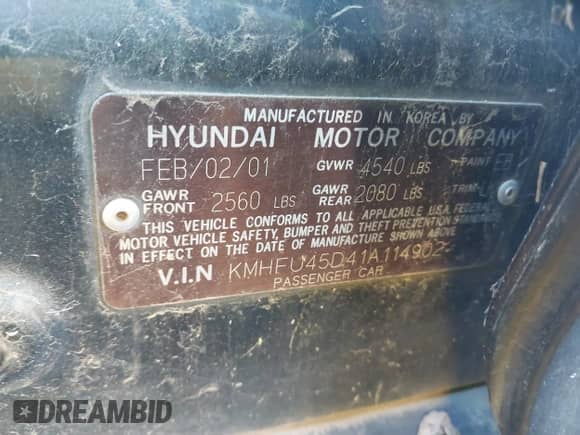 MANUFACTURED IN KOREA BY
HYUNDAI MOTOR COMPANY
FEB/02/01 GVWR 4540 LBS PAINT
GAWR FRONT 2560 LBS GAWR REAR 2080 LBS TRIM
THIS VEHICLE CONFORMS TO ALL APPLICABLE U.S.A. FEDERAL
MOTOR VEHICLE SAFETY, BUMPER AND THEFT PREVENTION STANDARDS
IN EFFECT ON THE DATE OF MANUFACTURE SHOWN ABOVE
V.I.N KMHFU45D41A114902
PASSENGER CAR
DREAMBID